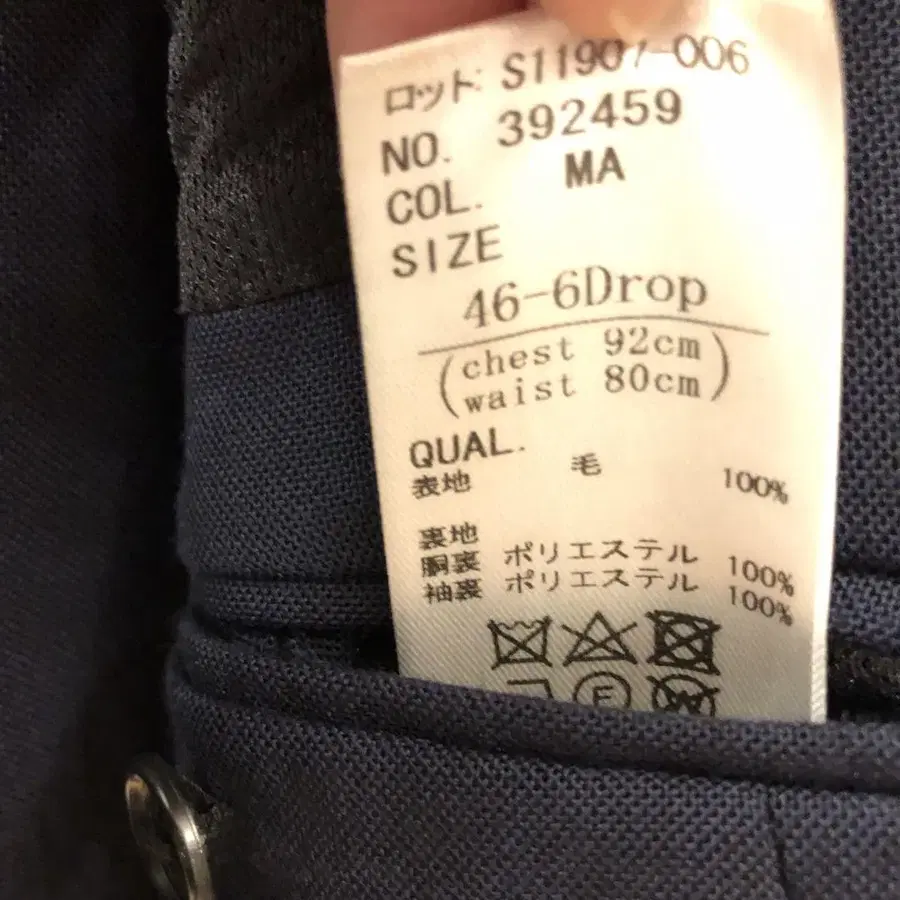 ロット: S11907-006
NO. 392459
COL. MA
SIZE
46-6Drop
(chest 92cm
waist 80cm)
QUAL.
表地 毛 100%
裏地
胴裏 ポリエステル 100%
袖裏 ポリエステル 100%
F
W